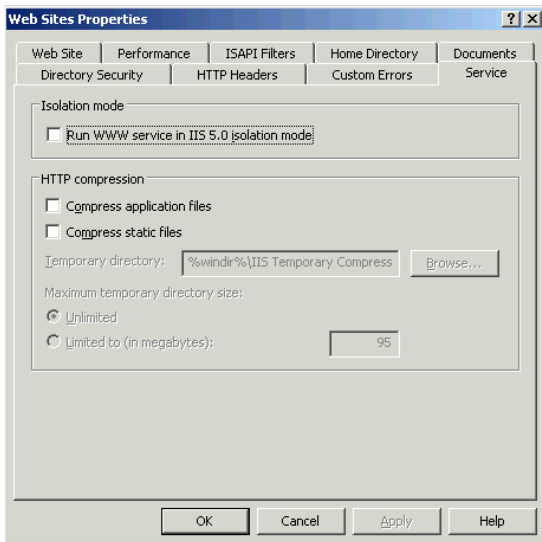 Web Sites Properties
? X
Web Site Performance ISAPI Filters Home Directory Documents
Directory Security HTTP Headers Custom Errors Service
Isolation mode
Run WWW service in IIS 5.0 isolation mode
HTTP compression
Compress application files
Compress static files
Temporary directory: %windir%\IIS Temporary Compress Browse...
Maximum temporary directory size:
Unlimited
Limited to (in megabytes): 95
OK Cancel Apply Help